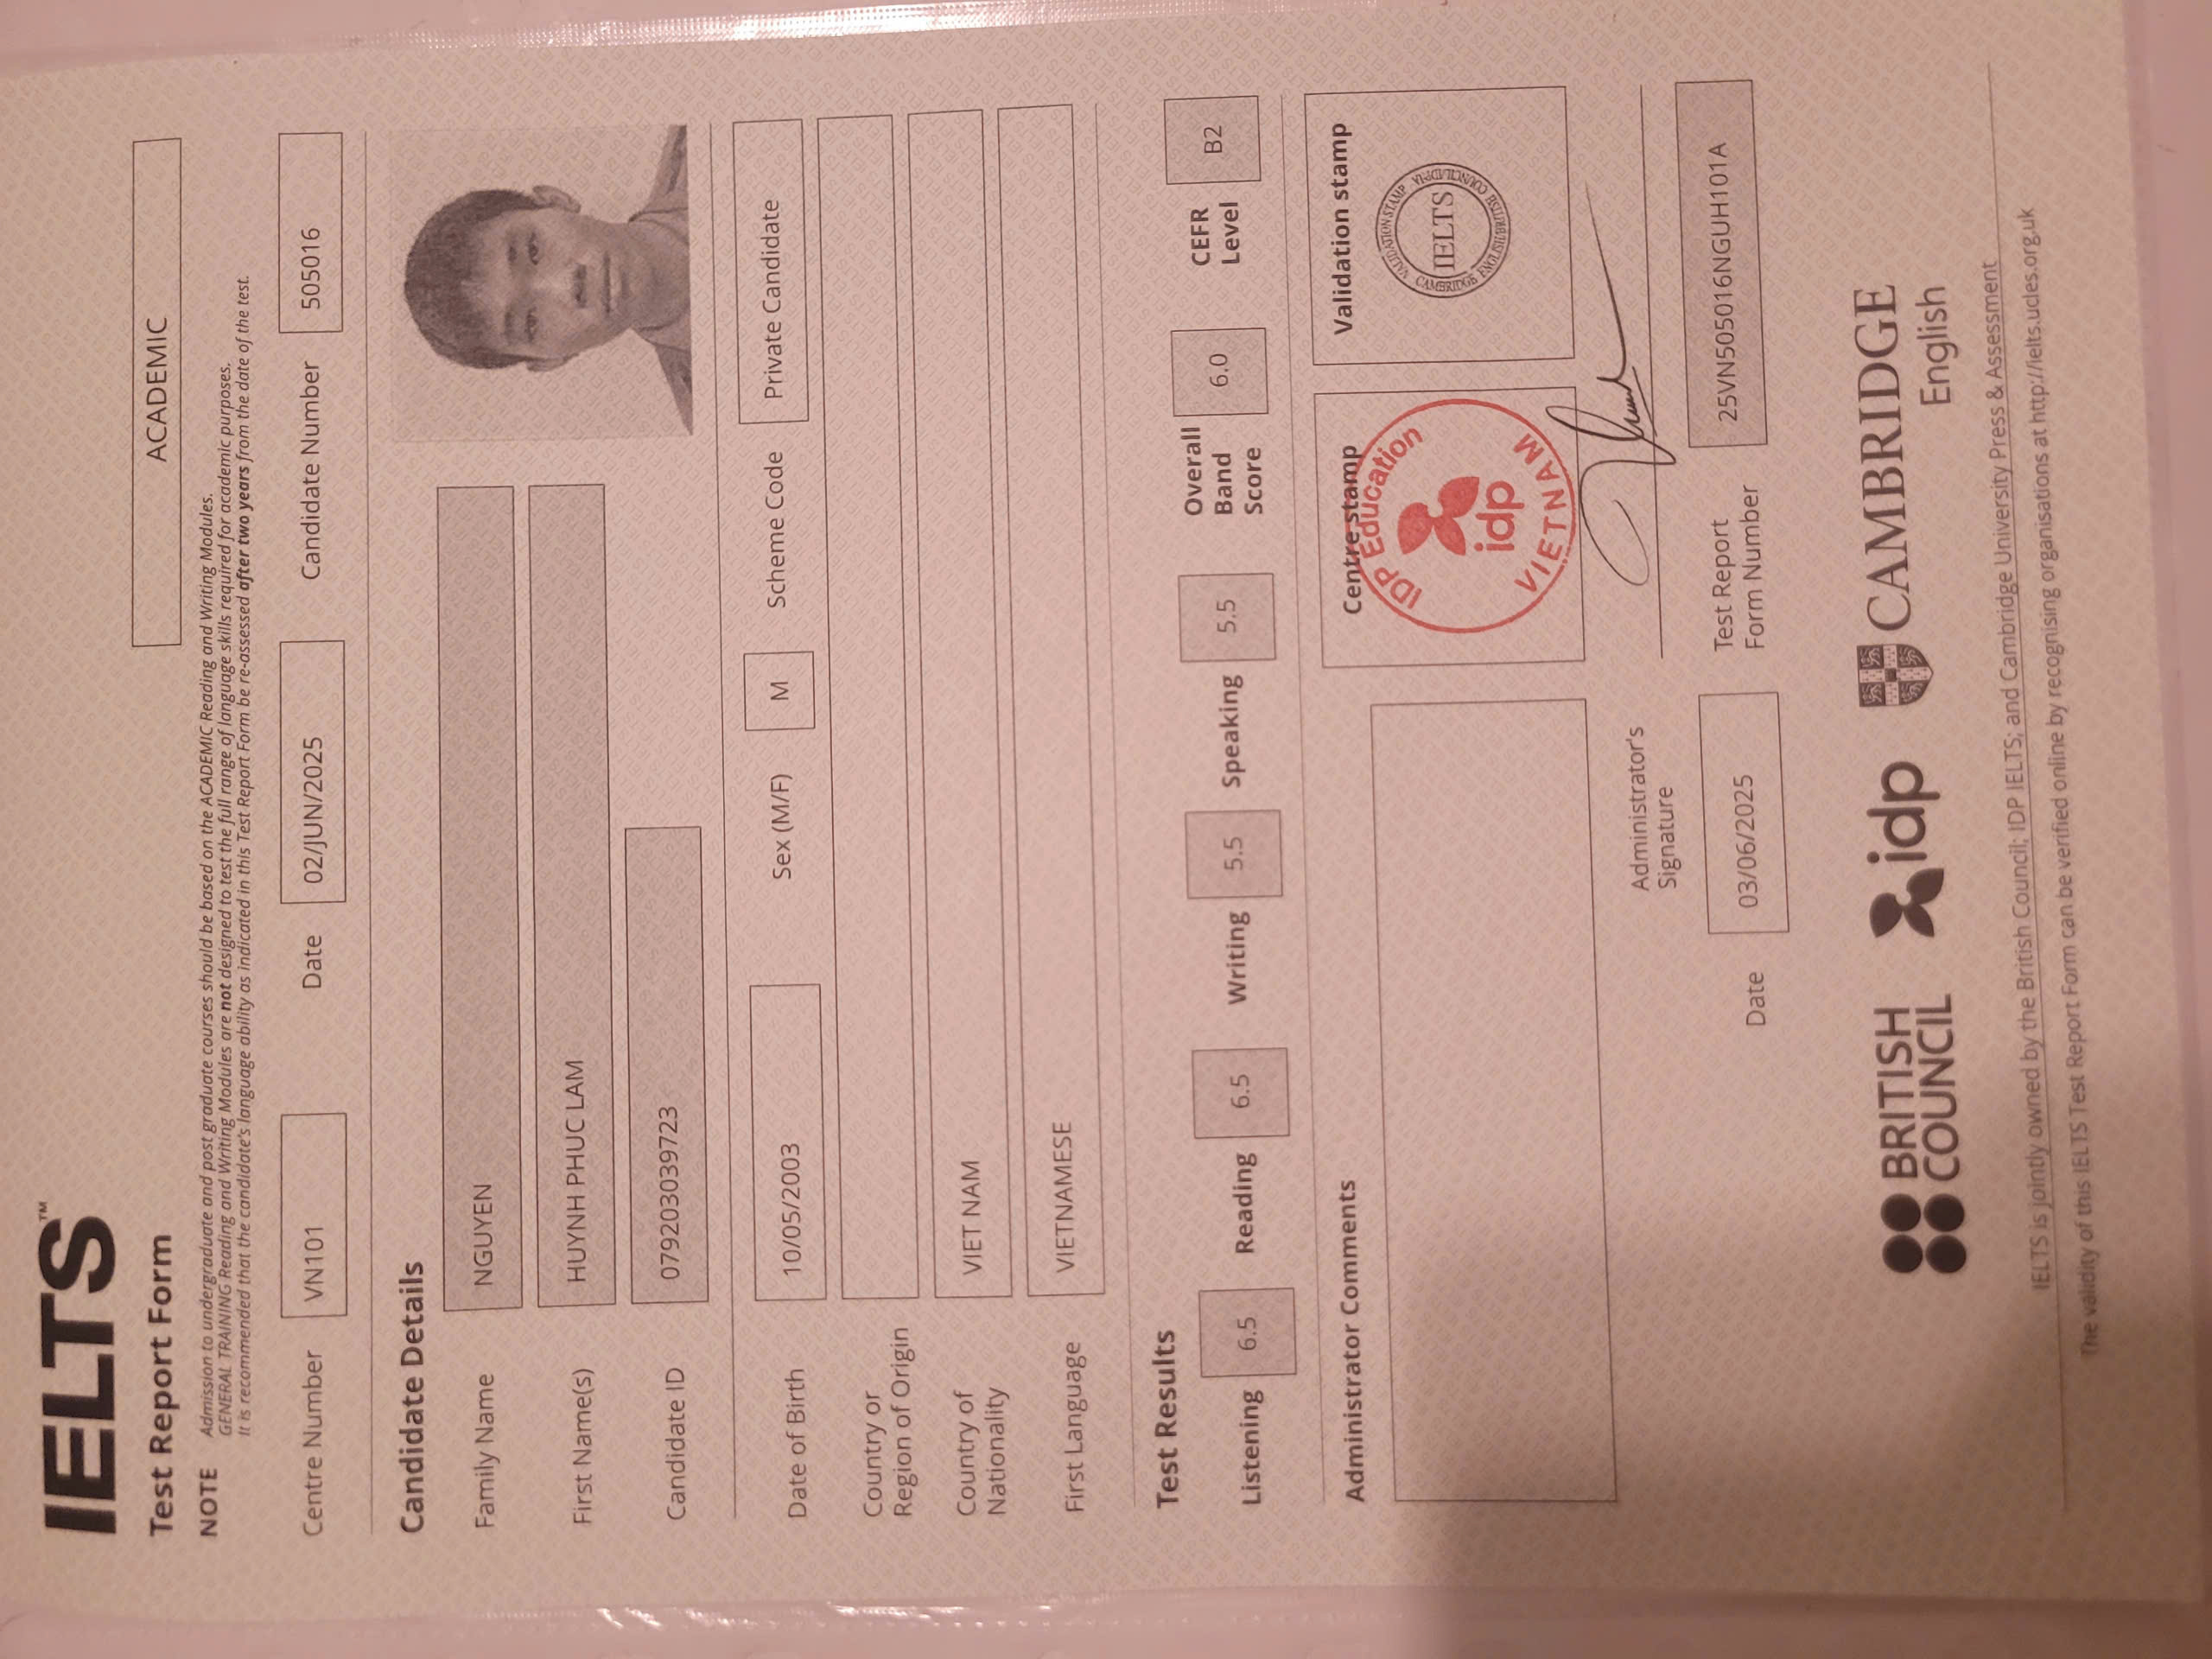 IELTS™
Test Report Form
ACADEMIC
NOTE Admission to undergraduate and post graduate courses should be based on the ACADEMIC Reading and Writing Modules.
GENERAL TRAINING Reading and Writing Modules are not designed to test the full range of language skills required for academic purposes.
It is recommended that the candidate's language ability as indicated in this Test Report Form be re-assessed after two years from the date of the test.
Centre Number VN101 Date 02/JUN/2025 Candidate Number 505016
Candidate Details
Family Name NGUYEN
First Name(s) HUYNH PHUC LAM
Candidate ID 079203039723
Date of Birth 10/05/2003 Sex (M/F) M Scheme Code Private Candidate
Country or
Region of Origin
Country of
Nationality VIET NAM
First Language VIETNAMESE
Test Results
Listening 6.5 Reading 6.5 Writing 5.5 Speaking 5.5 Overall Band Score 6.0 CEFR Level B2
Administrator Comments
Centre stamp
IDP Education
idp
VIETNAM
Validation stamp
VALIDATION STAMP
IELTS
CAMBRIDGE ENGLISH/BRITISH COUNCIL/IDP:IA
Administrator's
Signature
Date 03/06/2025
Test Report
Form Number 25VN505016NGUH101A
BRITISH
COUNCIL
idp
CAMBRIDGE
English
IELTS is jointly owned by the British Council; IDP IELTS; and Cambridge University Press & Assessment
The validity of this IELTS Test Report Form can be verified online by recognising organisations at http://ielts.ucles.org.uk